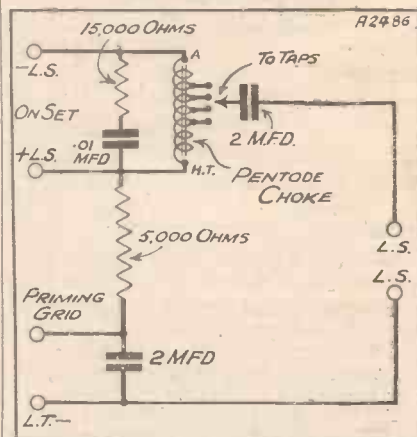 A2486
15,000 OHMS
A
TO TAPS
-L.S.
ON SET
.01
MFD
2 M.F.D.
+L.S.
H.T.
PENTODE
CHOKE
5,000 OHMS
L.S.
L.S.
PRIMING
GRID
2 MFD
L.T.-